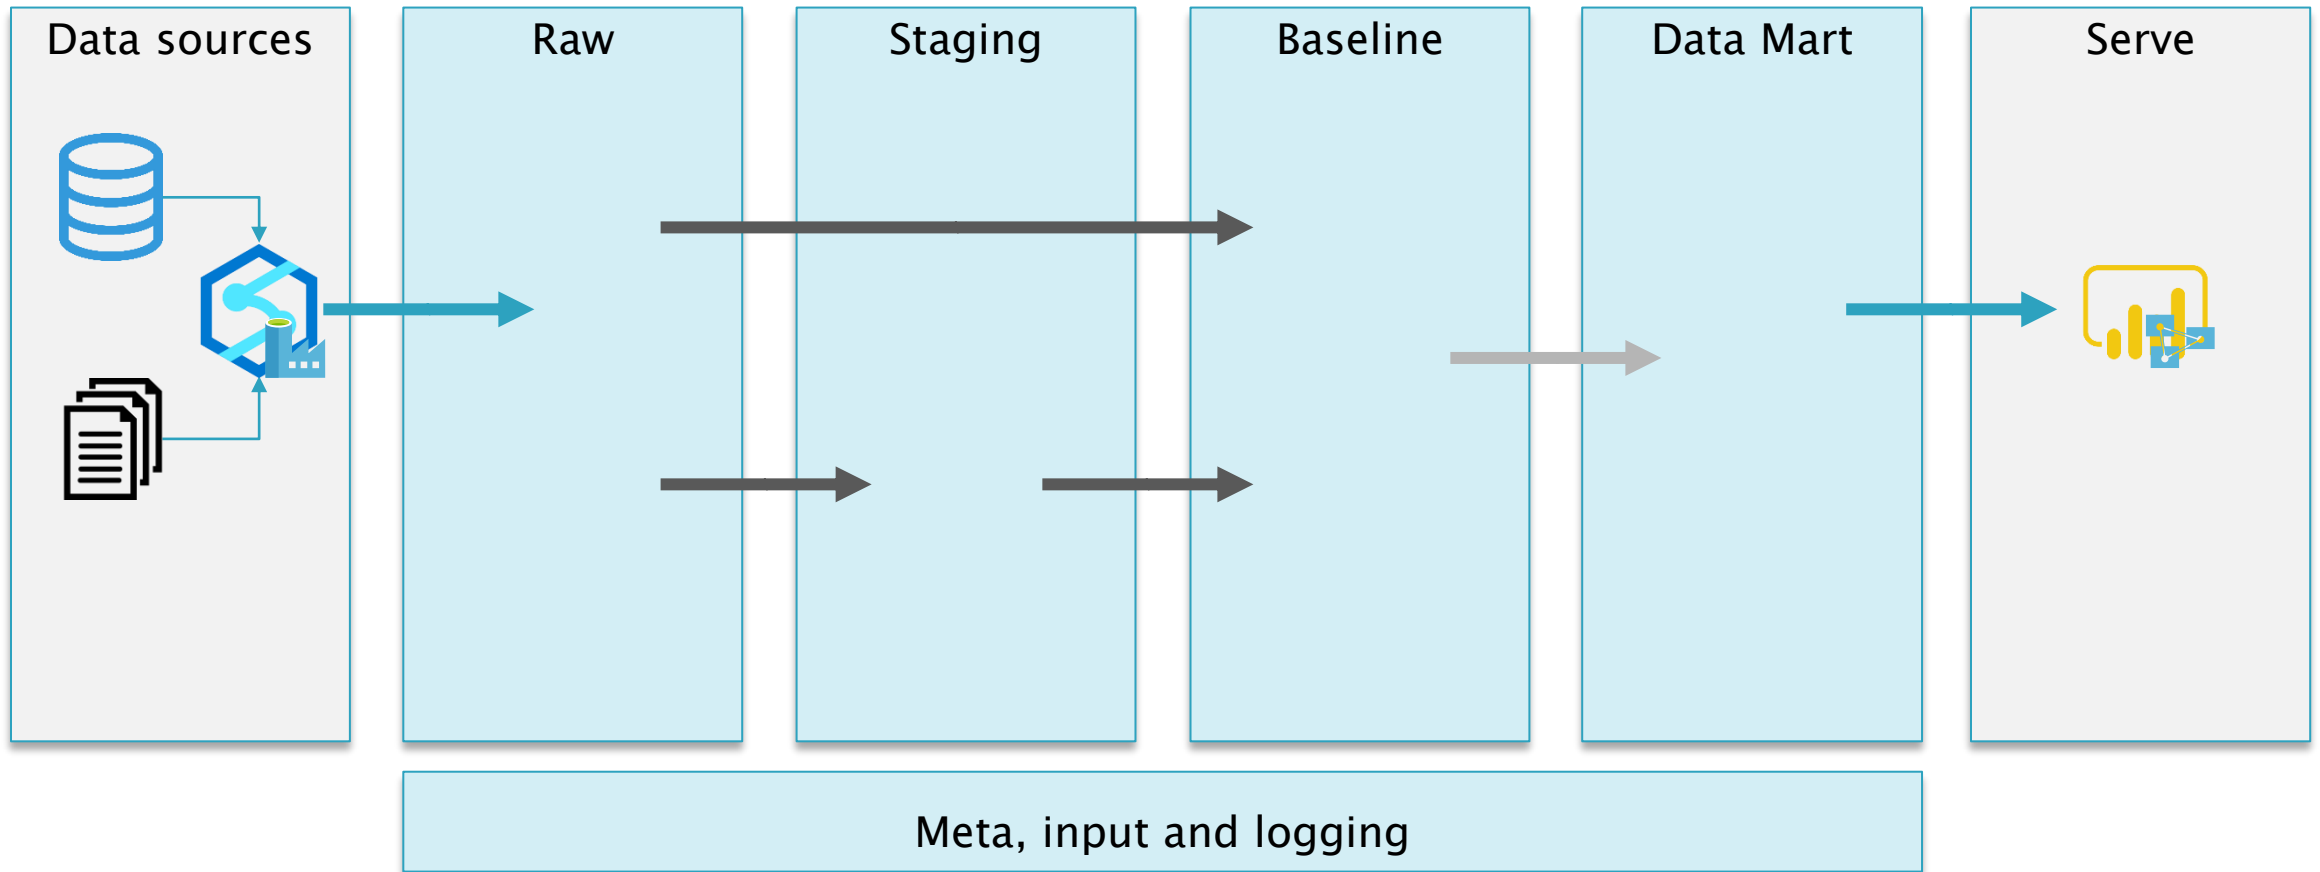 Data sources
Raw
Staging
Baseline
Data Mart
Serve
Meta, input and logging